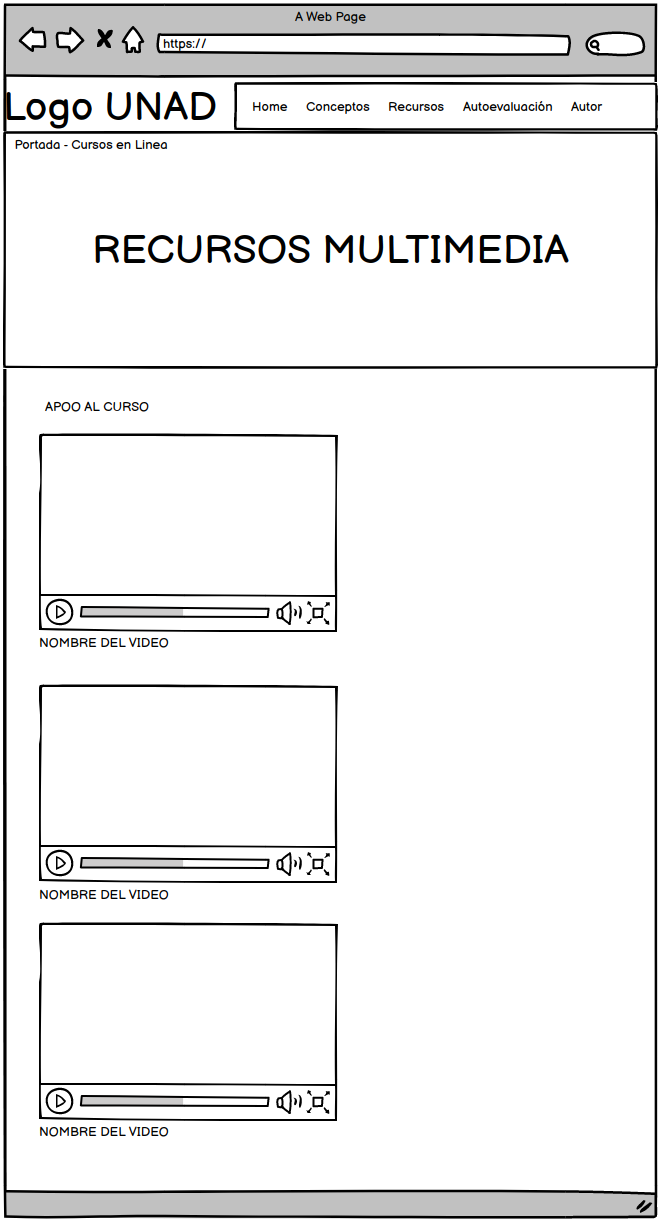 A Web Page
https://
Logo UNAD
Home Conceptos Recursos Autoevaluación Autor
Portada - Cursos en Linea
RECURSOS MULTIMEDIA
APOO AL CURSO
NOMBRE DEL VIDEO
NOMBRE DEL VIDEO
NOMBRE DEL VIDEO